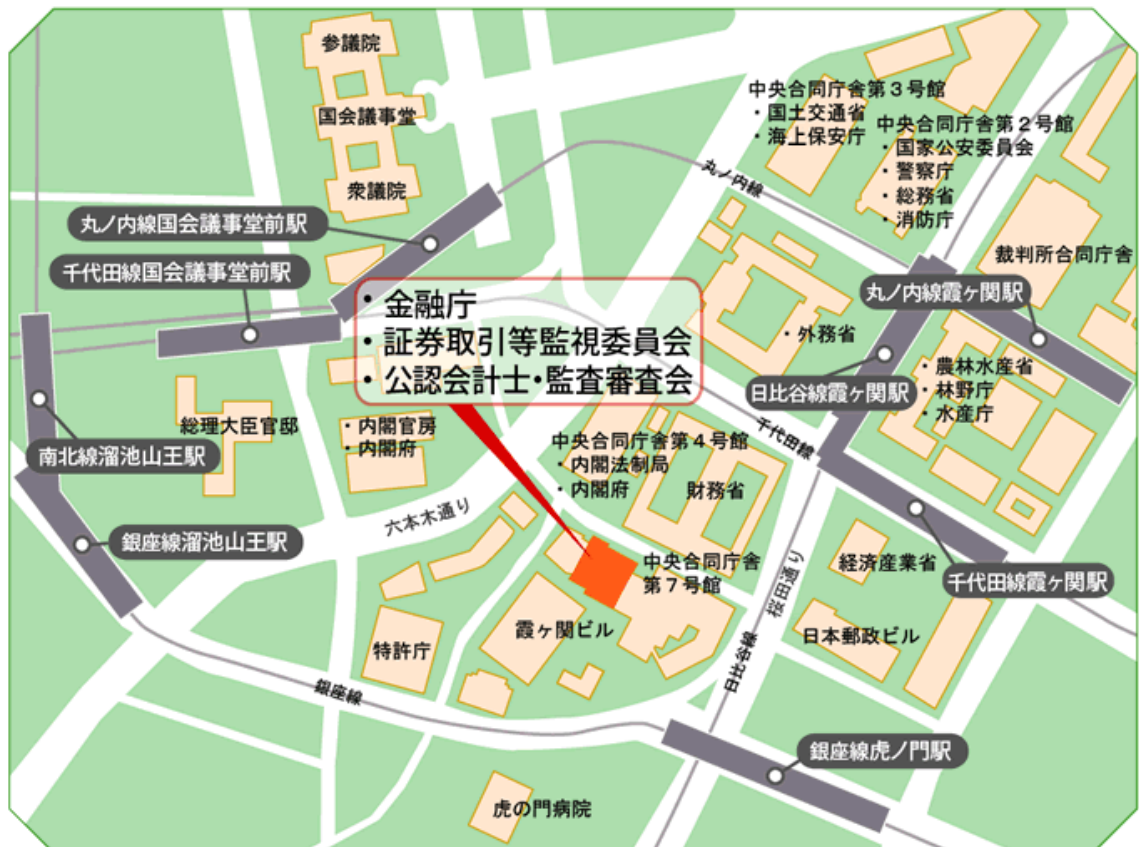 参議院
国会議事堂
衆議院
中央合同庁舎第3号館
・国土交通省
・海上保安庁
中央合同庁舎第2号館
・国家公安委員会
・警察庁
・総務省
・消防庁
丸ノ内線
裁判所合同庁舎
丸ノ内線国会議事堂前駅
千代田線国会議事堂前駅
丸ノ内線霞ヶ関駅
・金融庁
・証券取引等監視委員会
・公認会計士・監査審査会
・外務省
日比谷線霞ヶ関駅
・農林水産省
・林野庁
・水産庁
総理大臣官邸
・内閣官房
・内閣府
南北線溜池山王駅
中央合同庁舎第4号館
・内閣法制局
・内閣府
財務省
千代田線
六本木通り
銀座線溜池山王駅
中央合同庁舎
第7号館
経済産業省
千代田線霞ヶ関駅
桜田通り
霞ヶ関ビル
特許庁
日本郵政ビル
日比谷線
銀座線
銀座線虎ノ門駅
虎の門病院